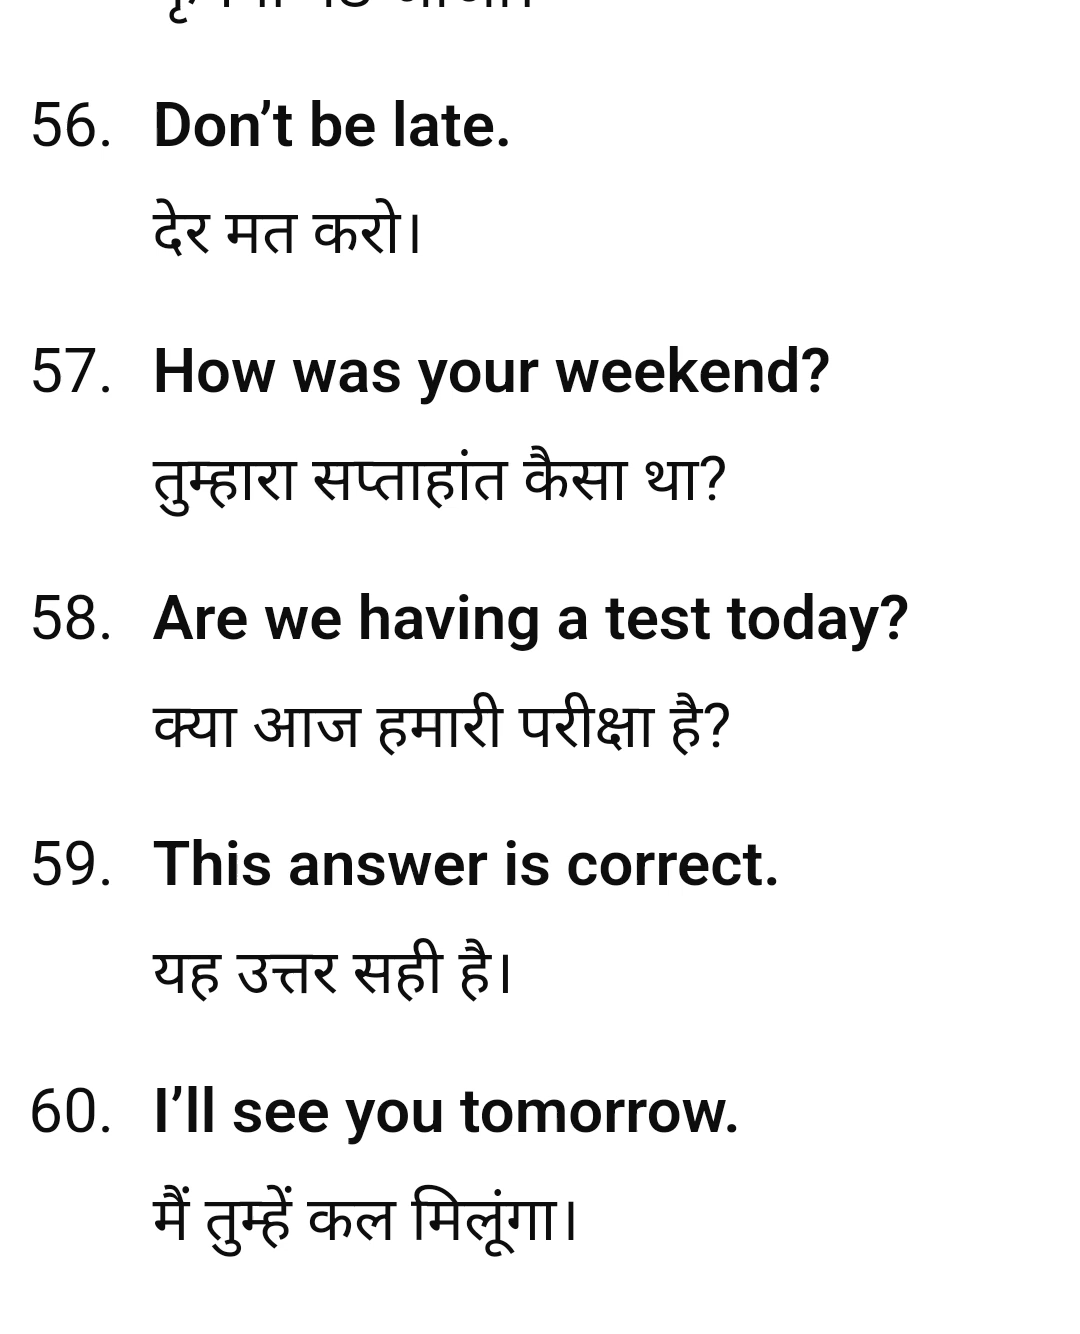 56. Don’t be late.
देर मत करो।
57. How was your weekend?
तुम्हारा सप्ताहांत कैसा था?
58. Are we having a test today?
क्या आज हमारी परीक्षा है?
59. This answer is correct.
यह उत्तर सही है।
60. I’ll see you tomorrow.
मैं तुम्हें कल मिलूंगा।